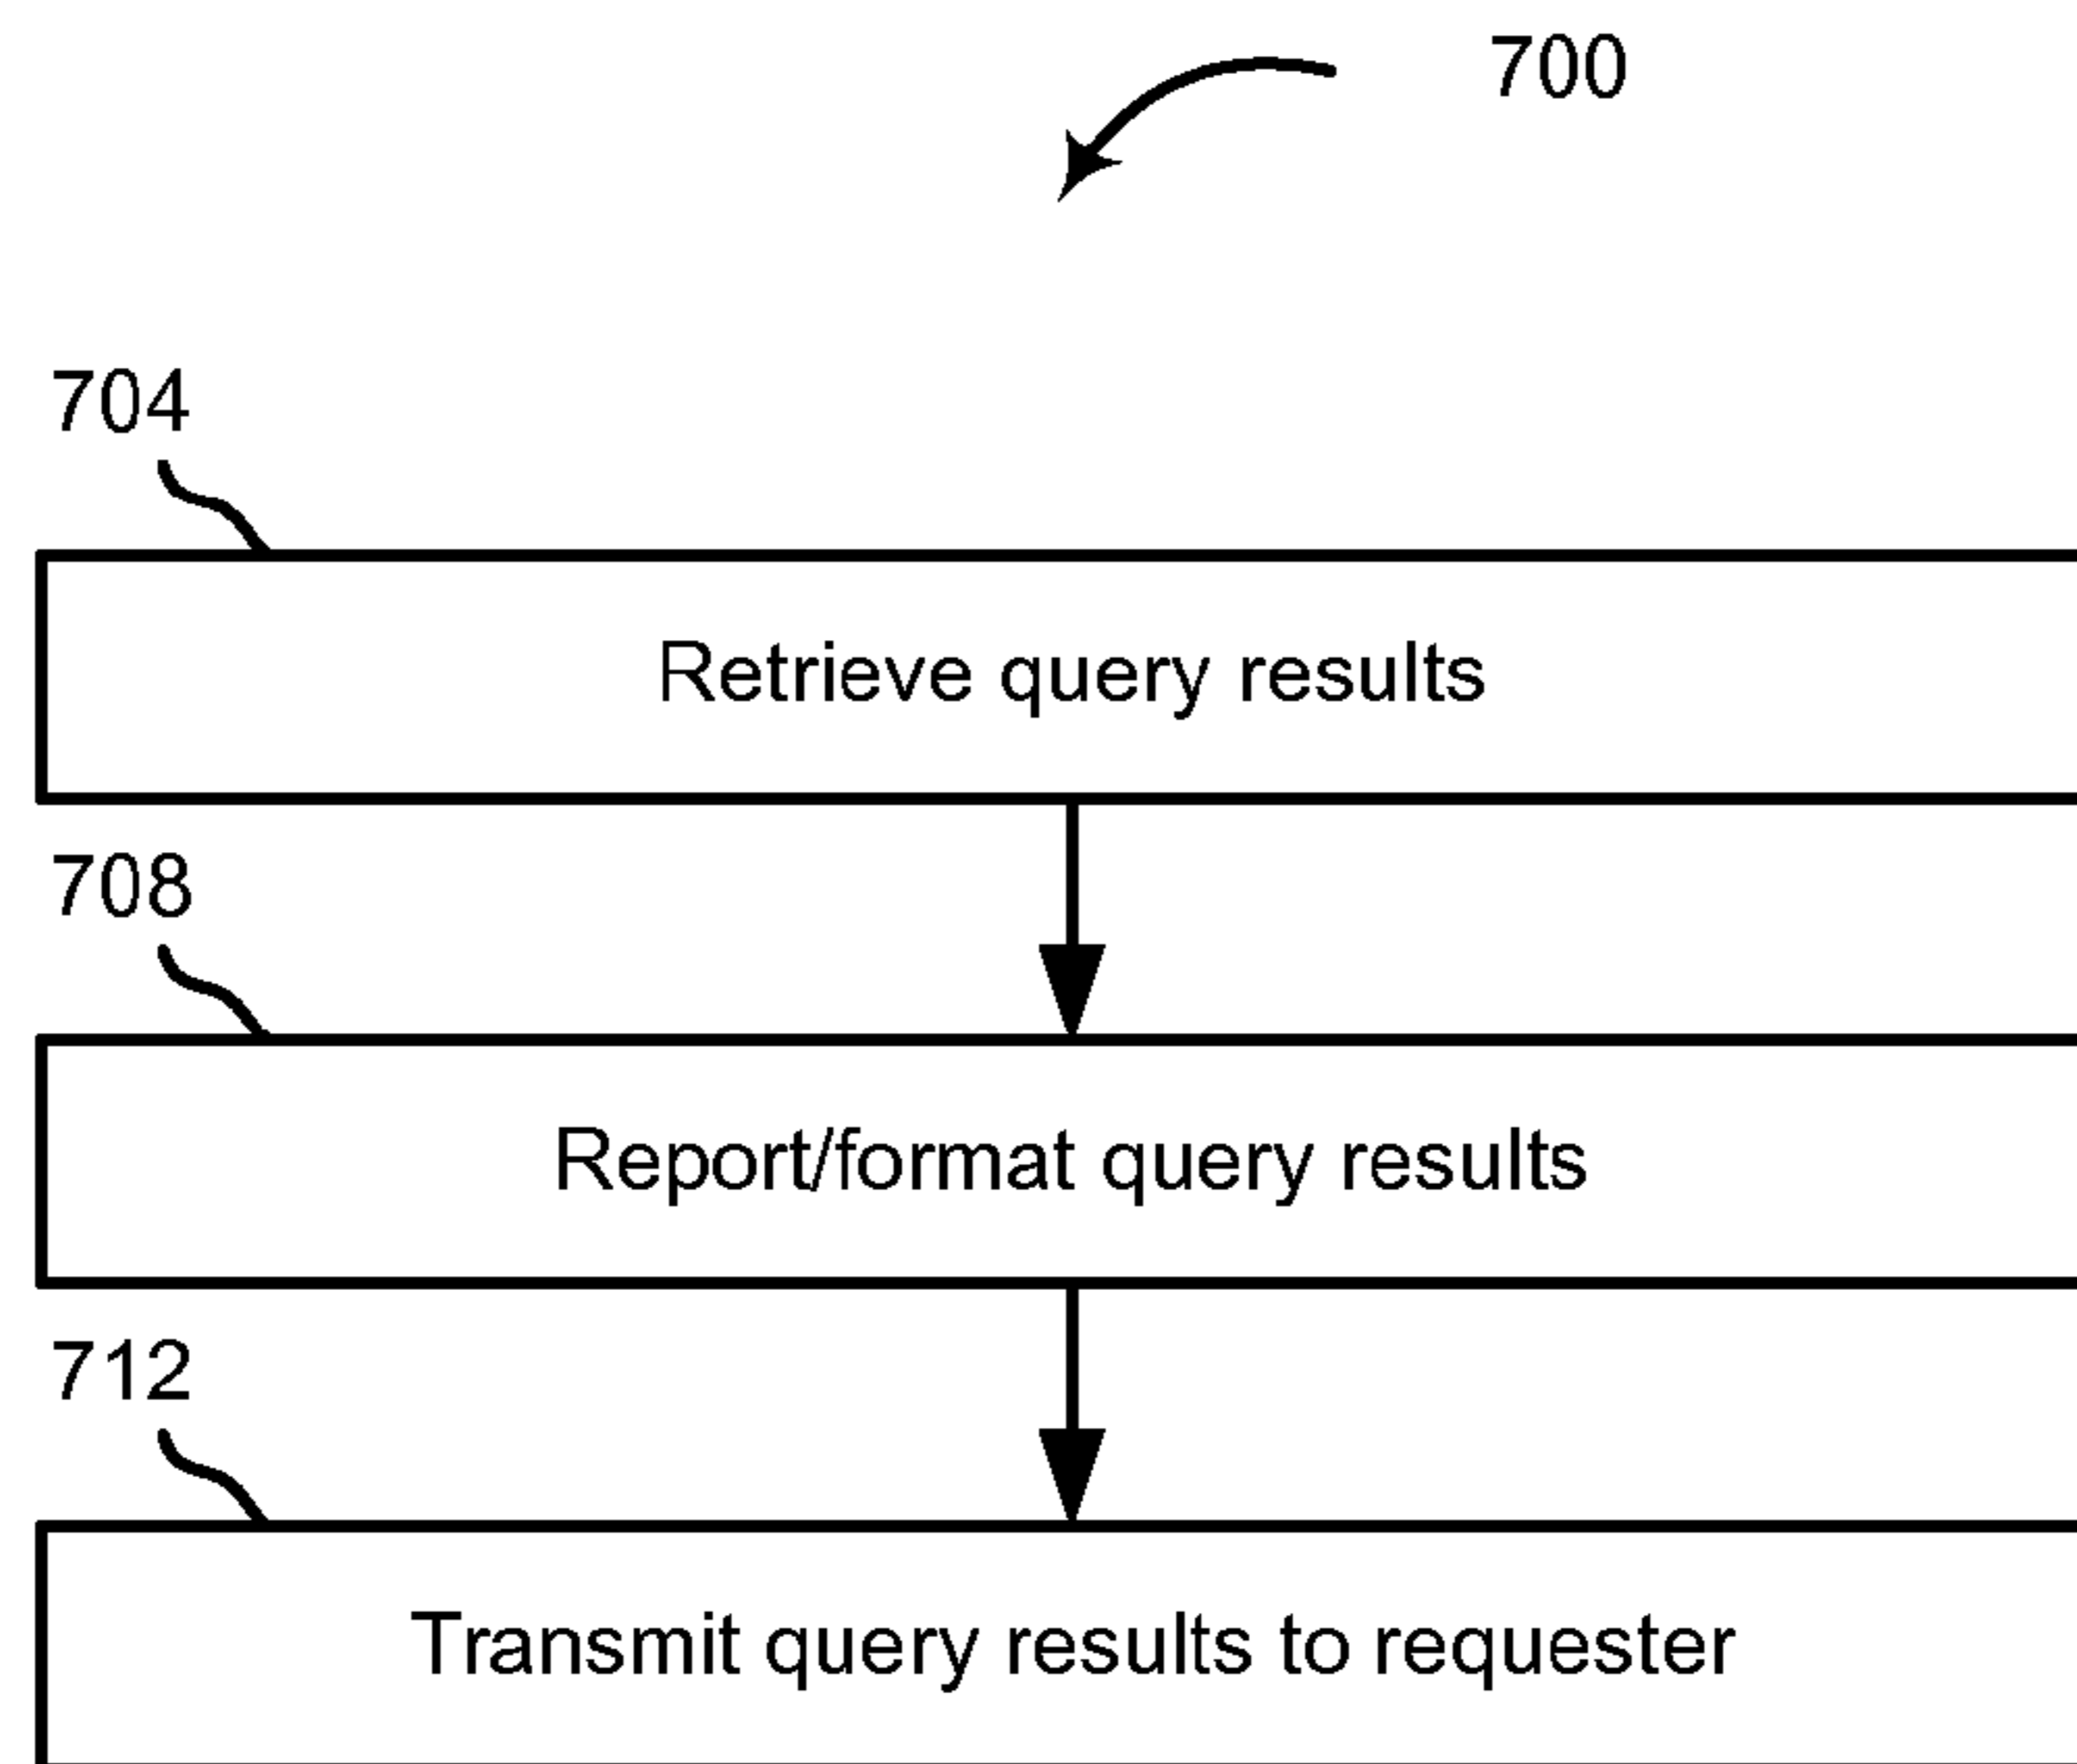 700
704
Retrieve query results
708
Report/format query results
712
Transmit query results to requester